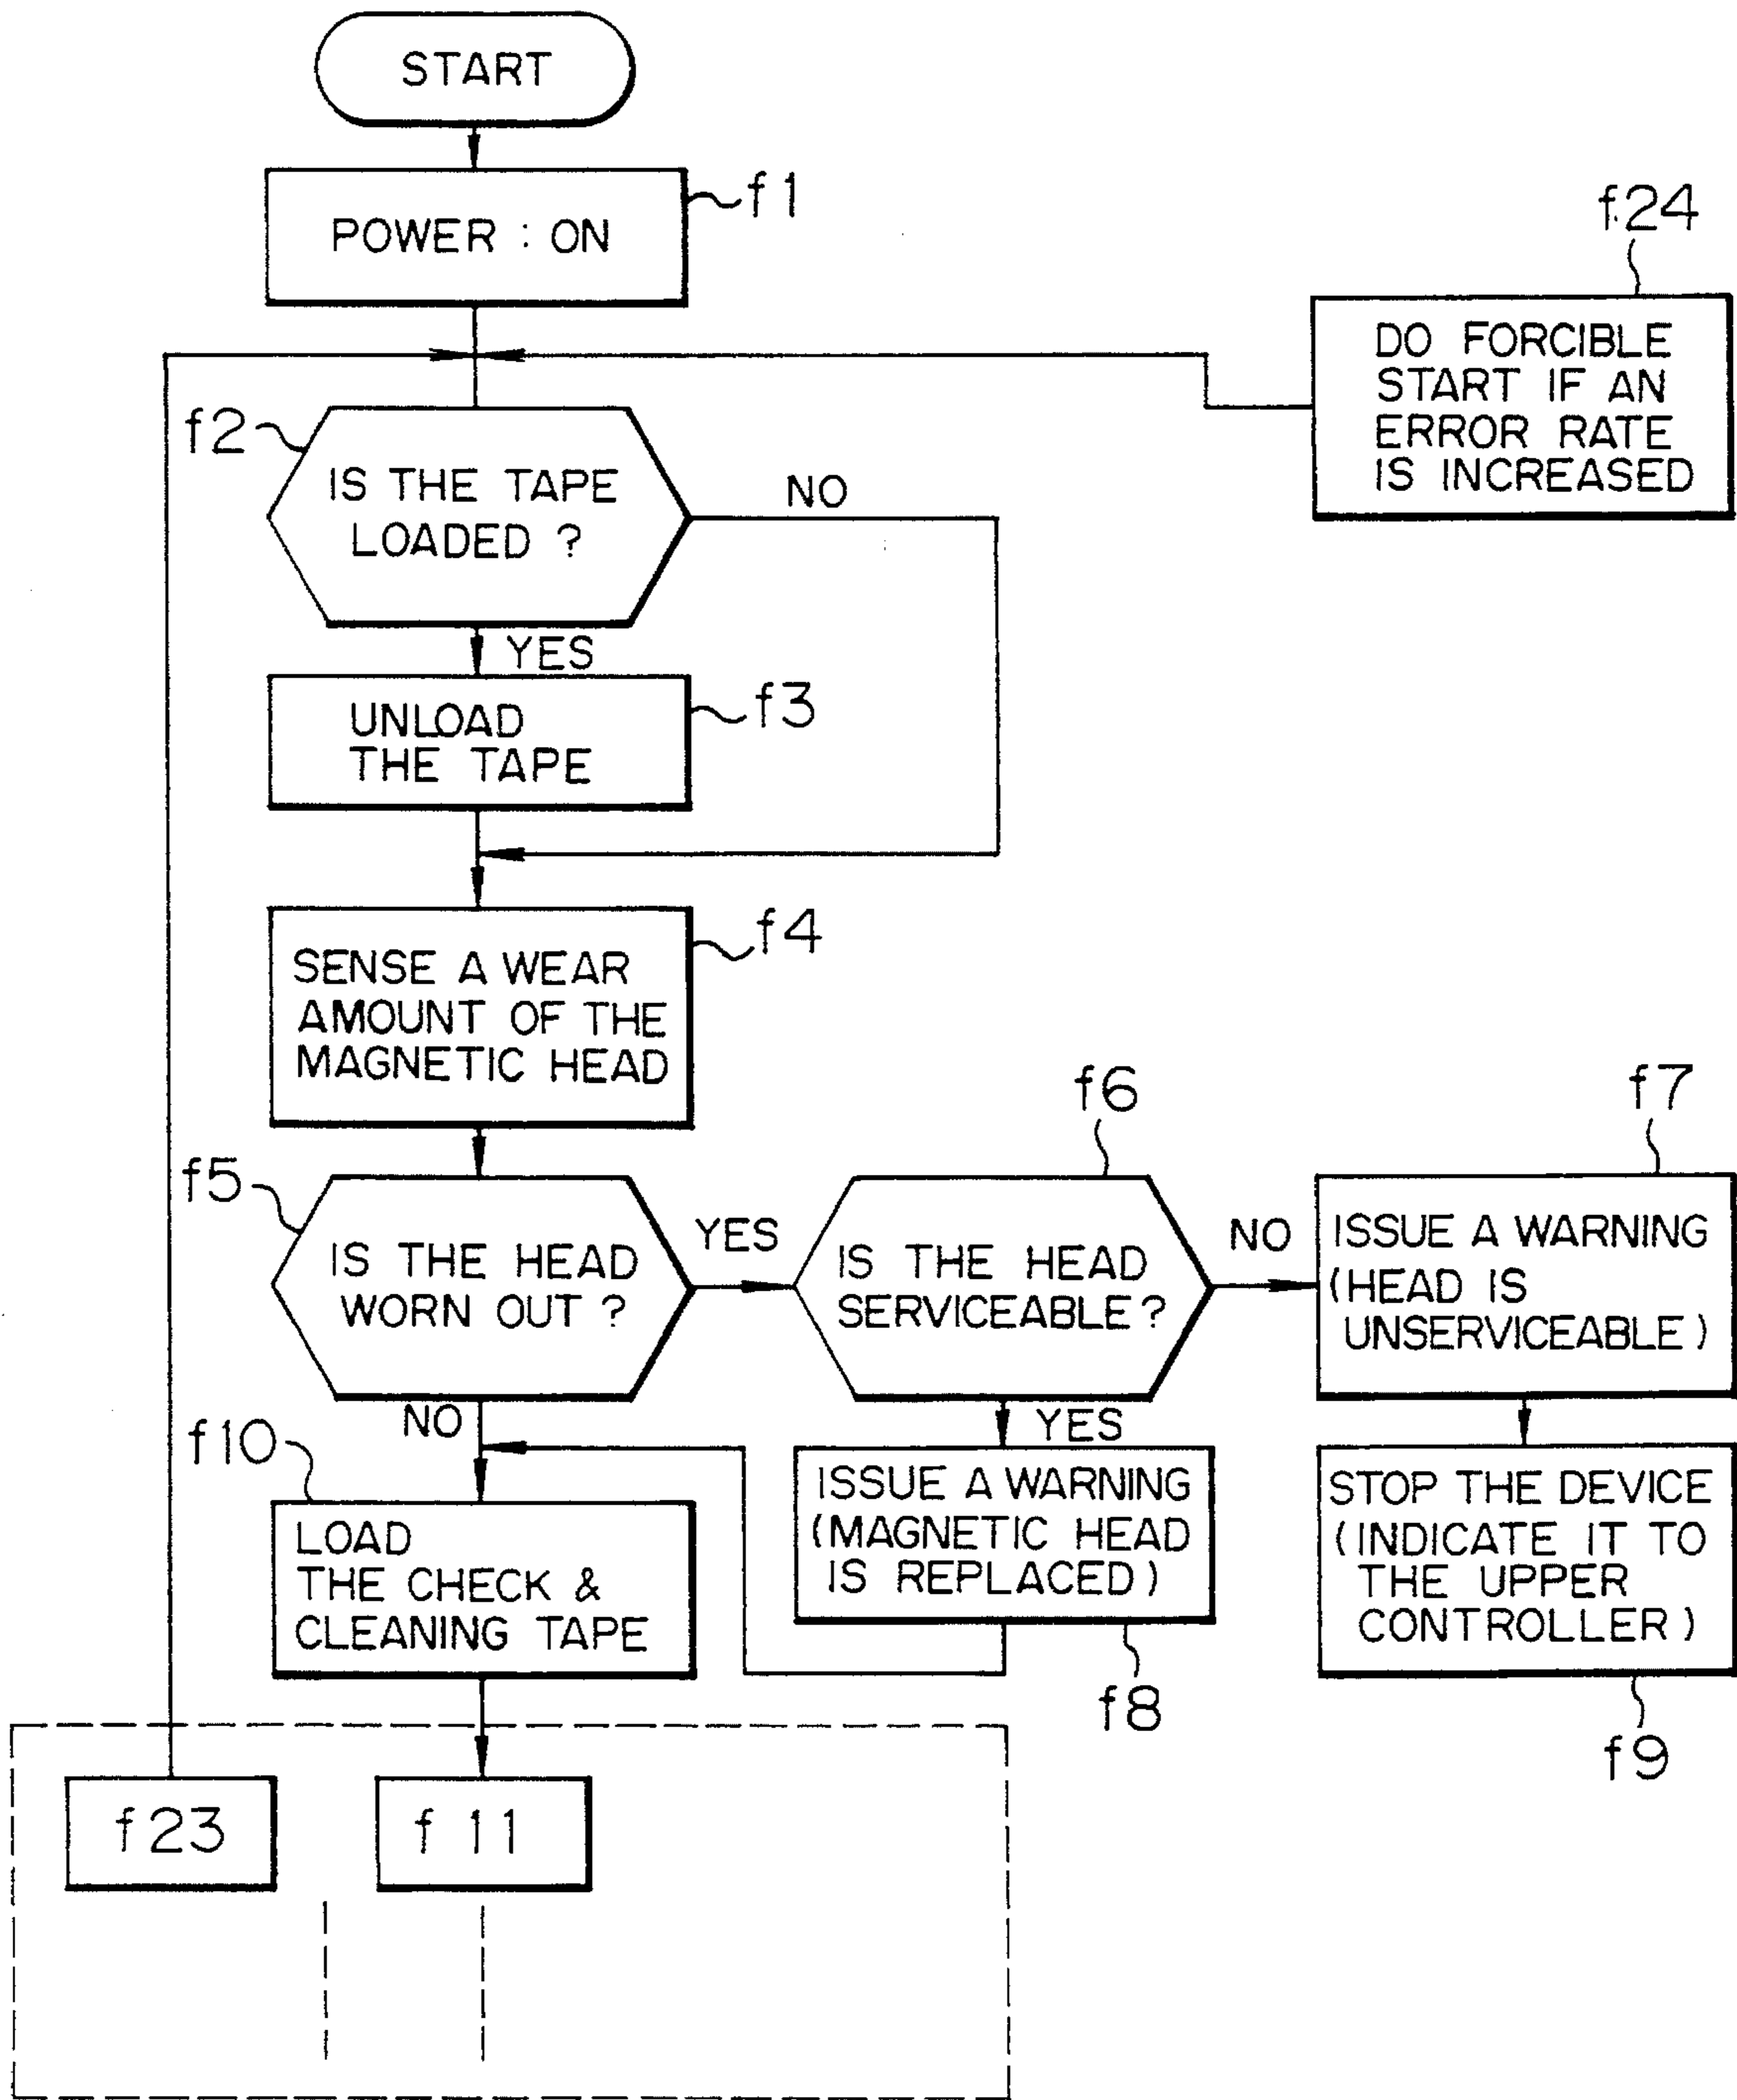 START
POWER : ON
f1
f24
DO FORCIBLE
START IF AN
ERROR RATE
IS INCREASED
f2
IS THE TAPE
LOADED ?
NO
YES
UNLOAD
THE TAPE
f3
SENSE A WEAR
AMOUNT OF THE
MAGNETIC HEAD
f4
f5
IS THE HEAD
WORN OUT ?
YES
NO
f6
IS THE HEAD
SERVICEABLE ?
NO
YES
f7
ISSUE A WARNING
(HEAD IS
UNSERVICEABLE)
f10
LOAD
THE CHECK &
CLEANING TAPE
ISSUE A WARNING
(MAGNETIC HEAD
IS REPLACED)
f8
STOP THE DEVICE
(INDICATE IT TO
THE UPPER
CONTROLLER)
f9
f23
f11